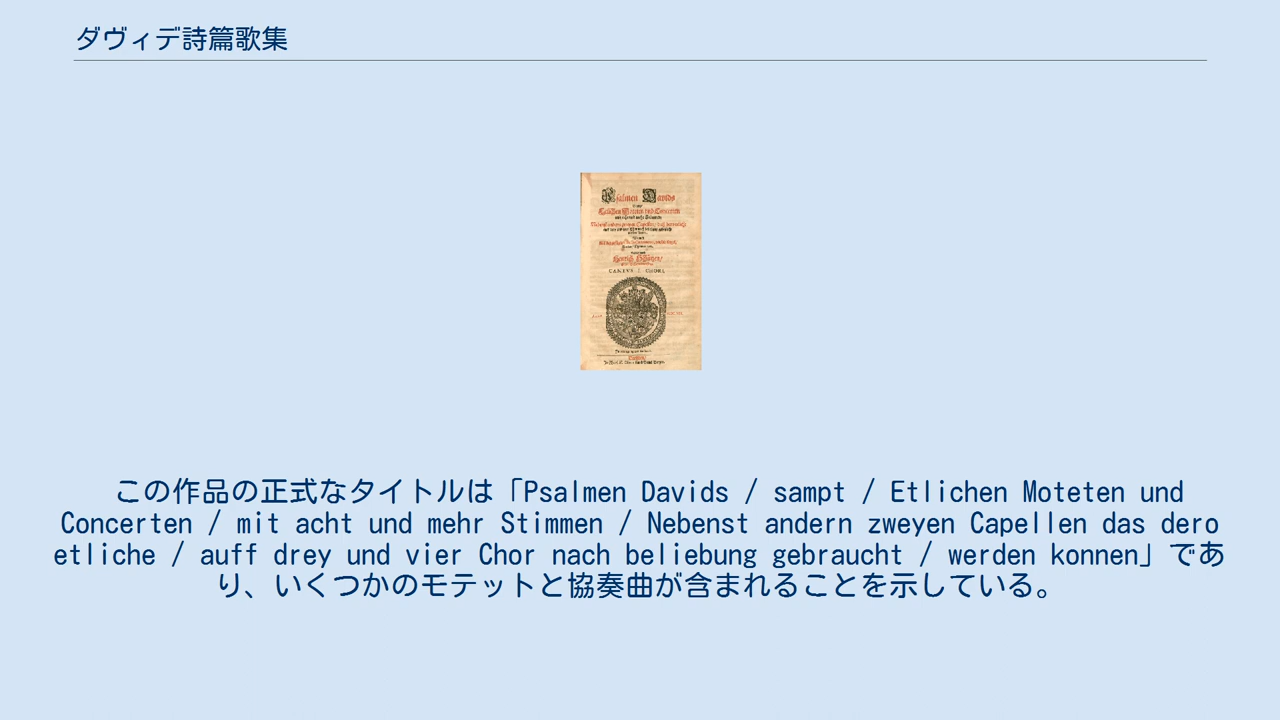 ダヴィデ詩篇歌集
Psalmen Davids
CANTVS I. CHORI.
この作品の正式なタイトルは「Psalmen Davids / sampt / Etlichen Moteten und
Concerten / mit acht und mehr Stimmen / Nebenst andern zweyen Capellen das dero
etliche / auff drey und vier Chor nach beliebung gebraucht / werden konnen」であ
り、いくつかのモテットと協奏曲が含まれることを示している。